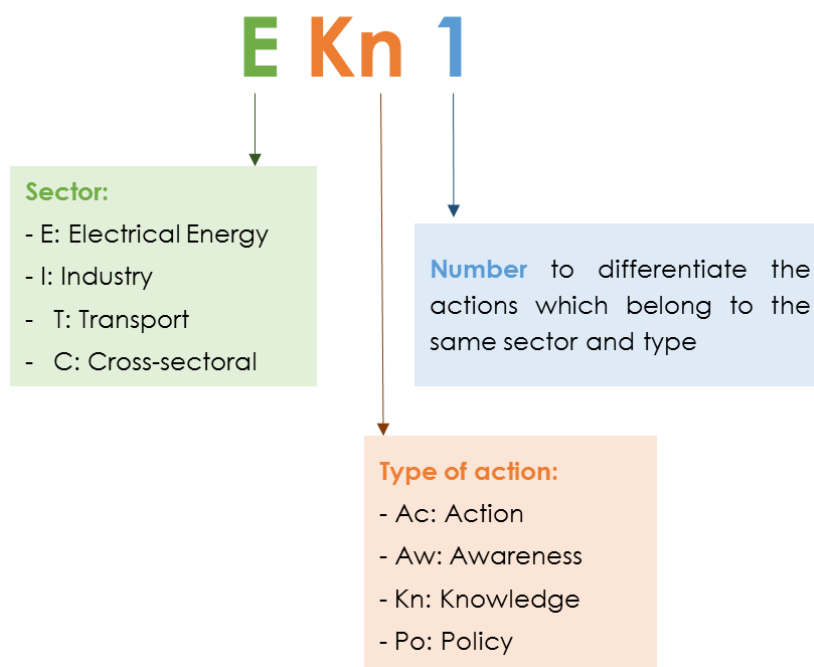 E Kn 1
Sector:
- E: Electrical Energy
- I: Industry
- T: Transport
- C: Cross-sectoral
Number to differentiate the
actions which belong to the
same sector and type
Type of action:
- Ac: Action
- Aw: Awareness
- Kn: Knowledge
- Po: Policy